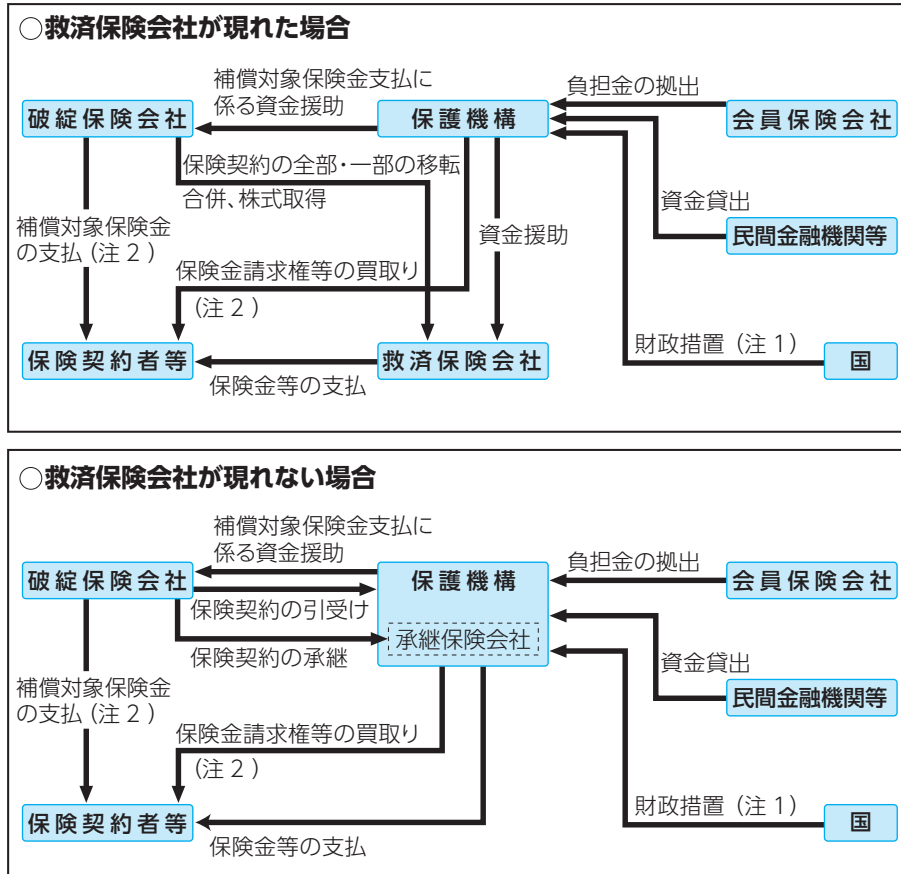 ○救済保険会社が現れた場合
補償対象保険金支払に
係る資金援助
負担金の拠出
破綻保険会社
保護機構
会員保険会社
保険契約の全部・一部の移転
合併、株式取得
資金貸出
補償対象保険金
の支払（注２）
資金援助
民間金融機関等
保険金請求権等の買取り
（注２）
財政措置（注１）
保険契約者等
救済保険会社
国
保険金等の支払
○救済保険会社が現れない場合
補償対象保険金支払に
係る資金援助
負担金の拠出
破綻保険会社
保護機構
会員保険会社
保険契約の引受け
承継保険会社
保険契約の承継
資金貸出
補償対象保険金
の支払（注２）
民間金融機関等
保険金請求権等の買取り
（注２）
財政措置（注１）
保険契約者等
国
保険金等の支払